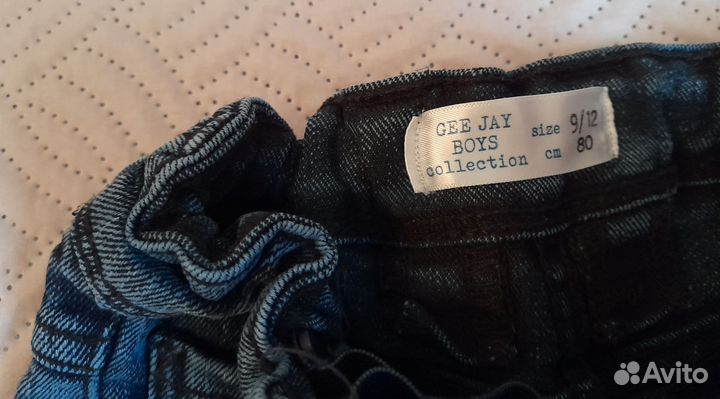 GEE JAY
BOYS
collection
size 9/12
cm 80
Avito